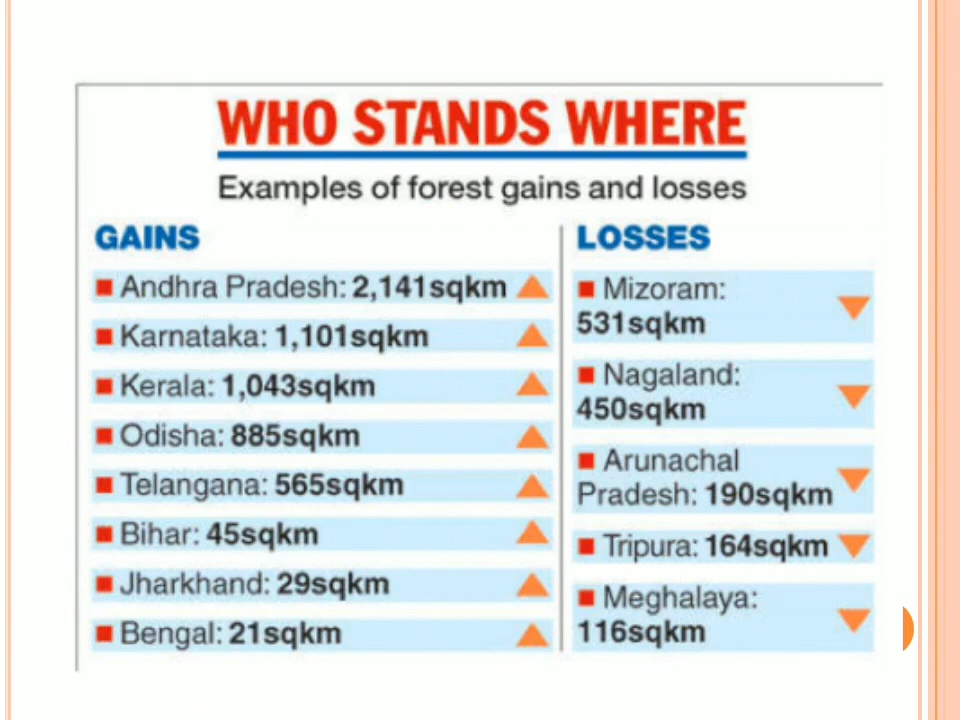 WHO STANDS WHERE
Examples of forest gains and losses
GAINS
Andhra Pradesh: 2,141sqkm
Karnataka: 1,101sqkm
Kerala: 1,043sqkm
Odisha: 885sqkm
Telangana: 565sqkm
Bihar: 45sqkm
Jharkhand: 29sqkm
Bengal: 21sqkm
LOSSES
Mizoram:
531sqkm
Nagaland:
450sqkm
Arunachal
Pradesh: 190sqkm
Tripura: 164sqkm
Meghalaya:
116sqkm